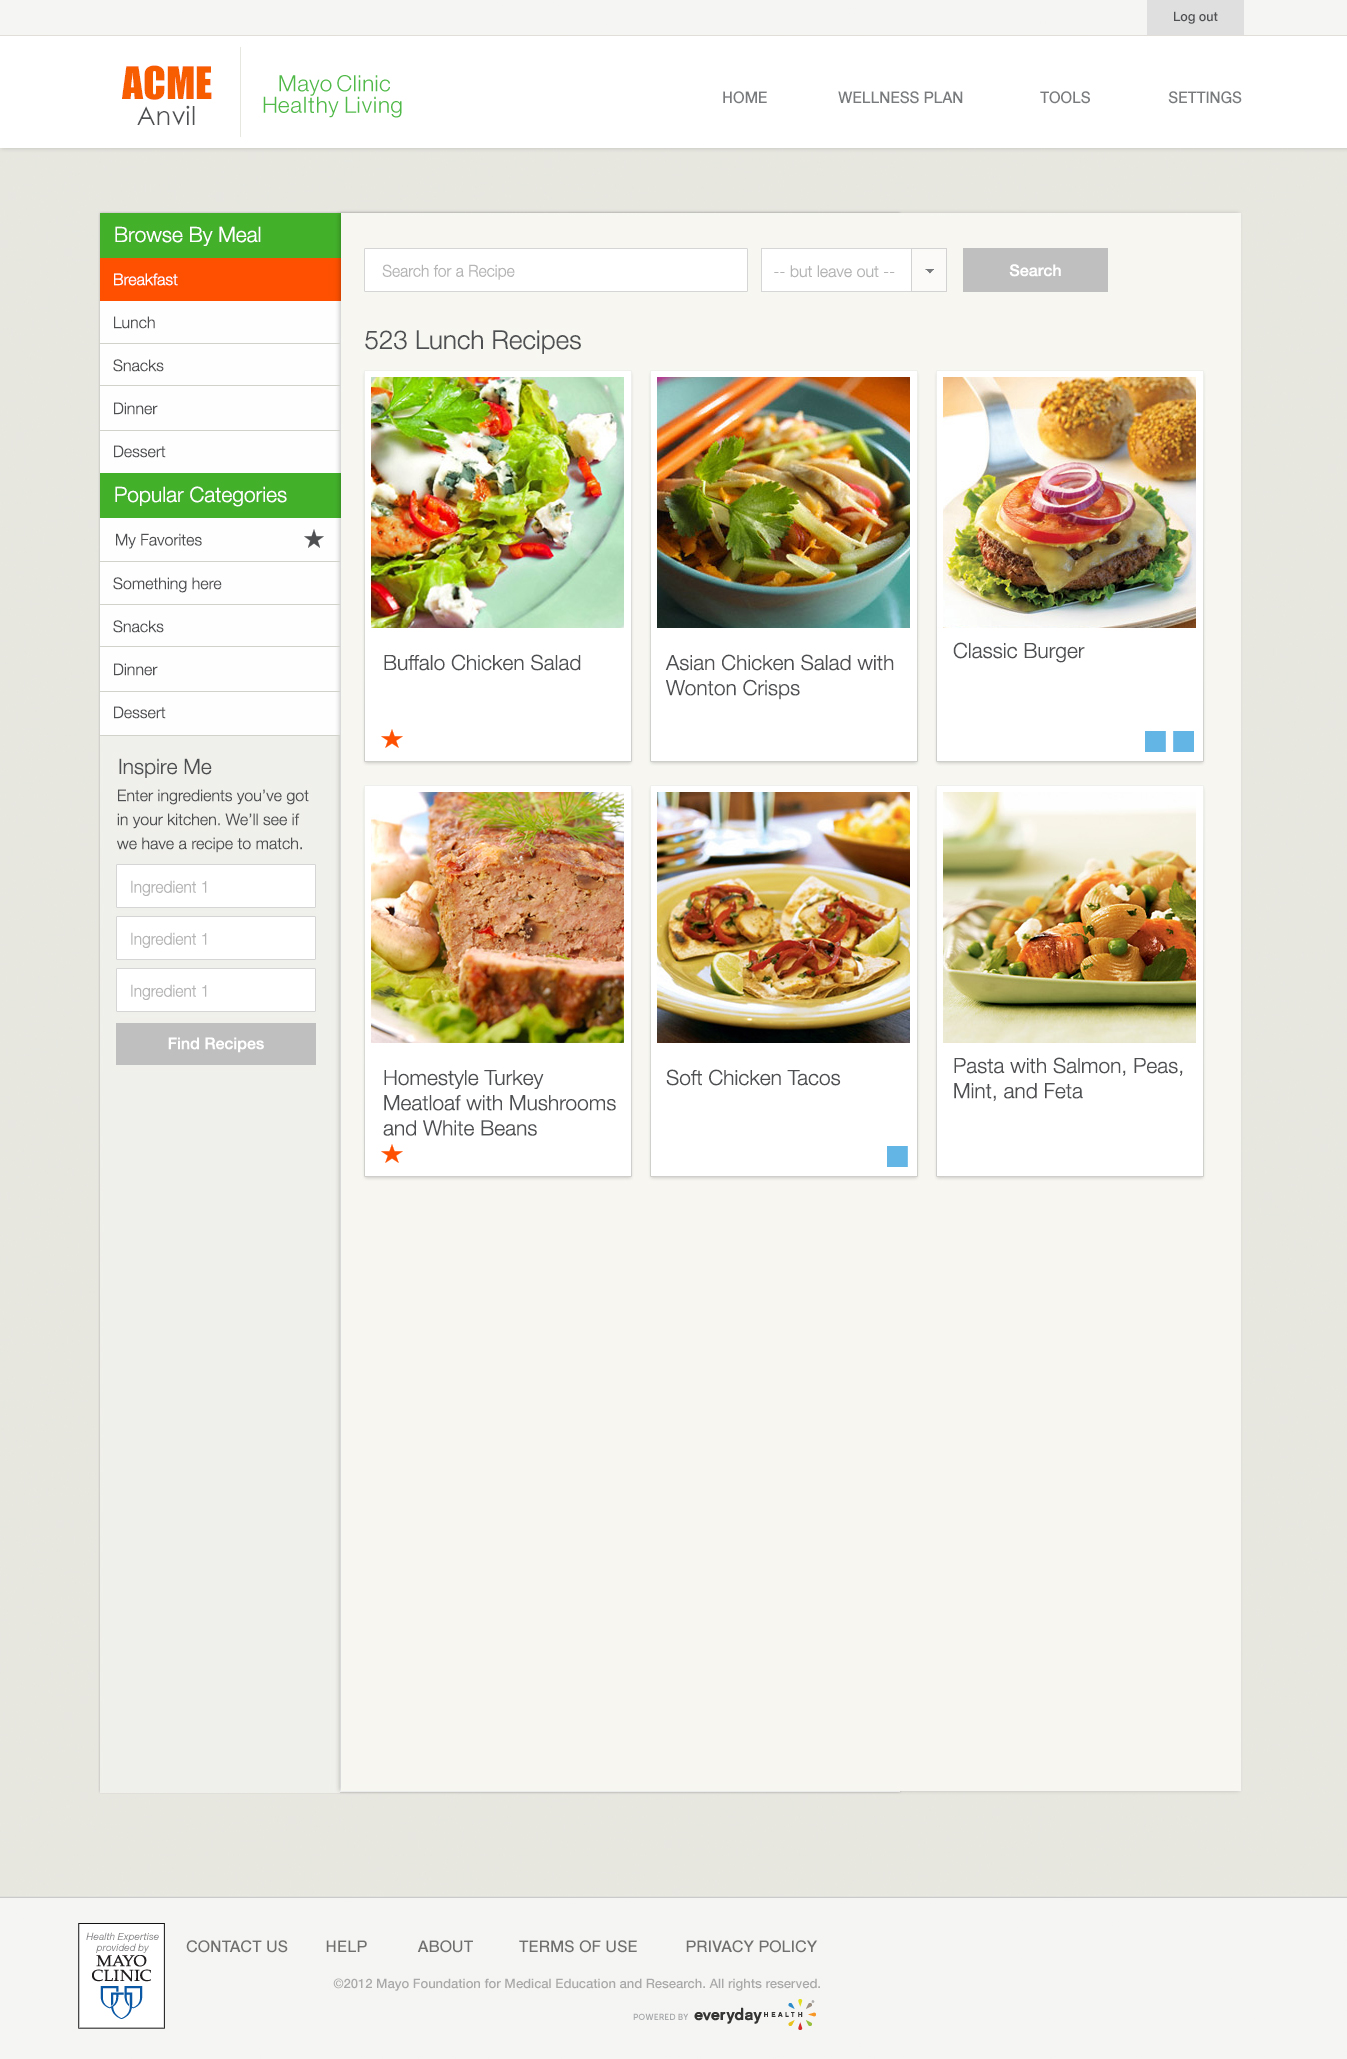 Log out
ACME
Anvil
Mayo Clinic
Healthy Living
HOME
WELLNESS PLAN
TOOLS
SETTINGS
Browse By Meal
Breakfast
Lunch
Snacks
Dinner
Dessert
Popular Categories
My Favorites
Something here
Snacks
Dinner
Dessert
Inspire Me
Enter ingredients you've got
in your kitchen. We'll see if
we have a recipe to match.
Ingredient 1
Ingredient 1
Ingredient 1
Find Recipes
Search for a Recipe
-- but leave out --
Search
523 Lunch Recipes
Buffalo Chicken Salad
Asian Chicken Salad with
Wonton Crisps
Classic Burger
Homestyle Turkey
Meatloaf with Mushrooms
and White Beans
Soft Chicken Tacos
Pasta with Salmon, Peas,
Mint, and Feta
Health Expertise
provided by
MAYO
CLINIC
CONTACT US
HELP
ABOUT
TERMS OF USE
PRIVACY POLICY
©2012 Mayo Foundation for Medical Education and Research. All rights reserved.
POWERED BY everydayHEALTH